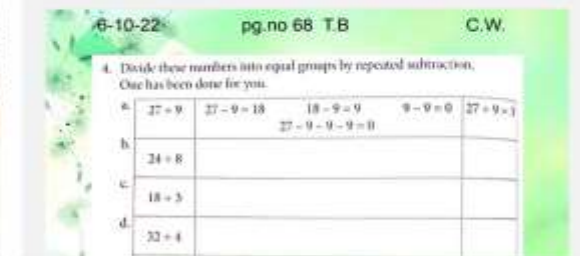 6-10-22 pg.no 68 T.B C.W.
4. Divide these numbers into equal groups by repeated subtraction.
One has been done for you.
a. 27 ÷ 9 27 - 9 = 18 18 - 9 = 9 9 - 9 = 0 27 ÷ 9 = 3
27 - 9 - 9 - 9 = 0
b.
24 ÷ 8
c.
18 ÷ 3
d.
32 ÷ 4